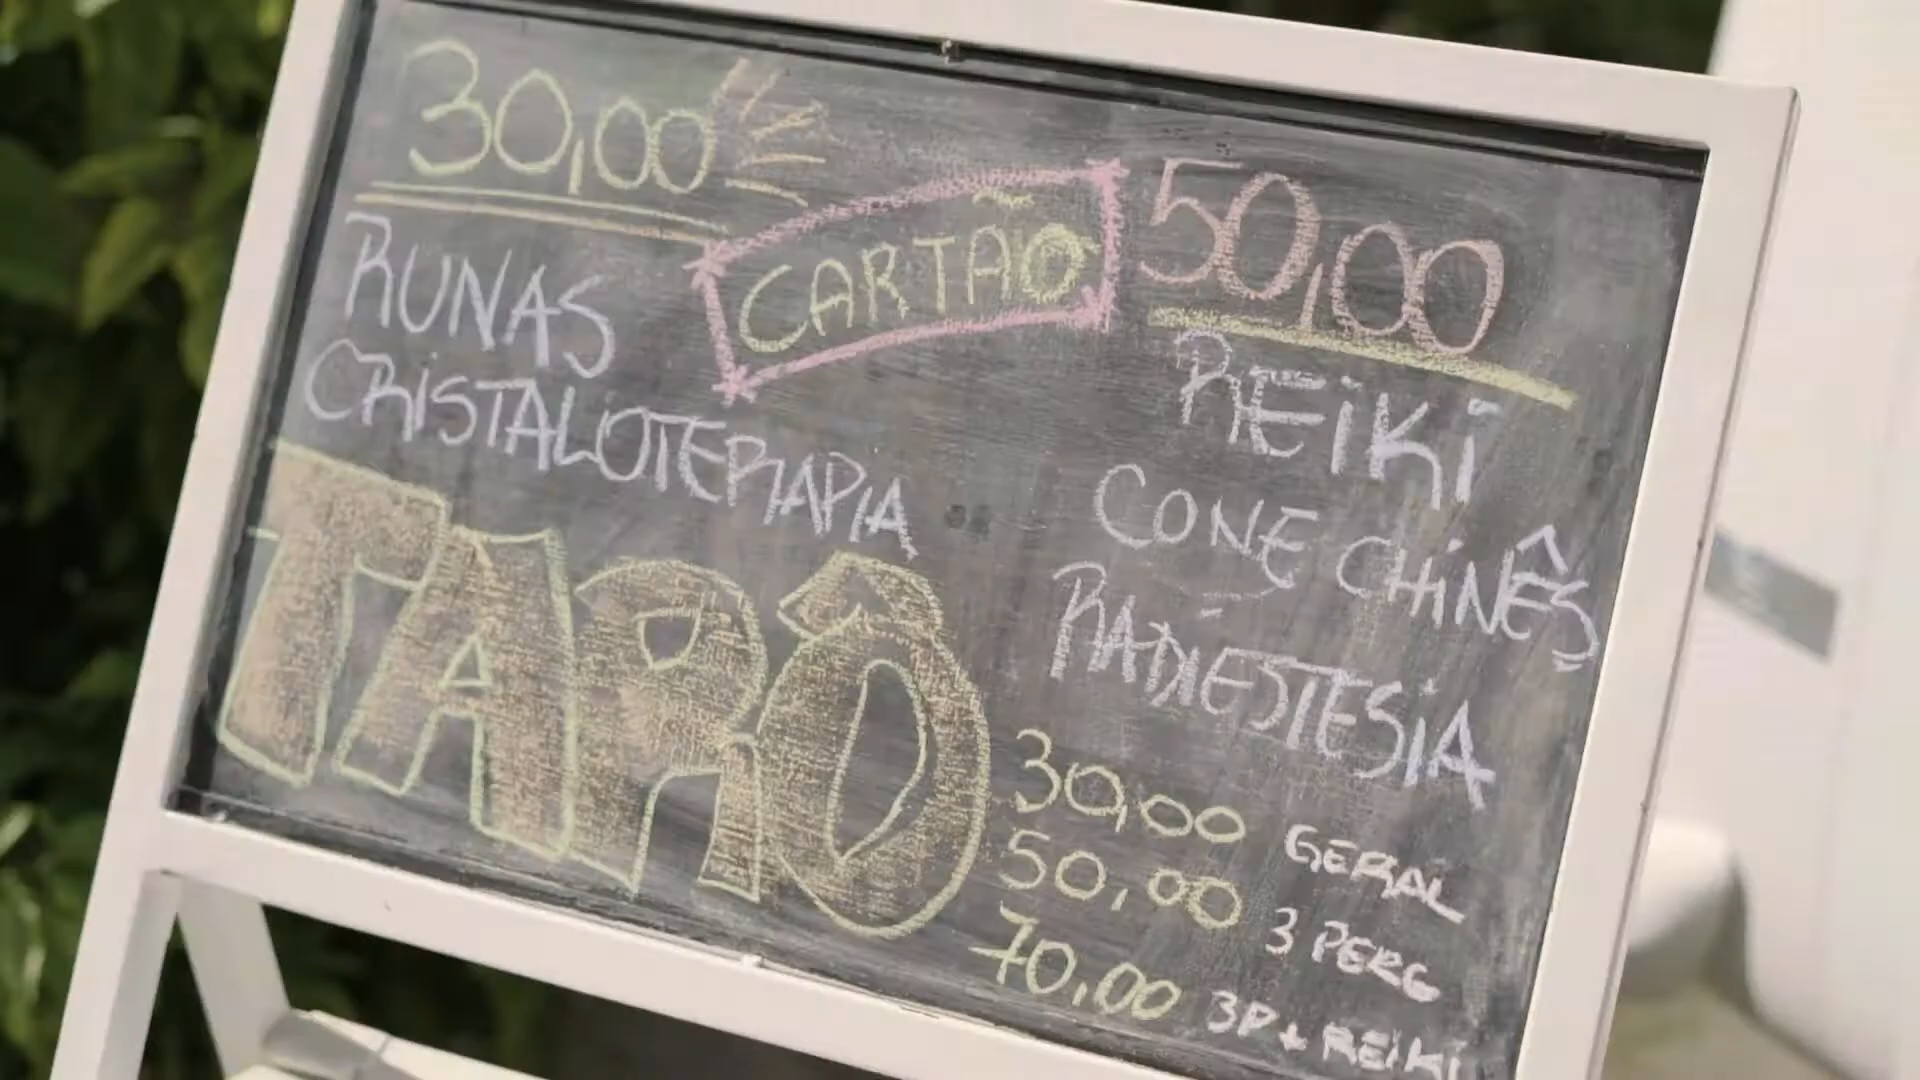 30,00
RUNAS
CRISTALOTERAPIA
CARTÃO
50,00
REIKI
CONE CHINÊS
RADIESTESIA
TARÔ
30,00 GERAL
50,00 3 PERG
70,00 3P + REIKI